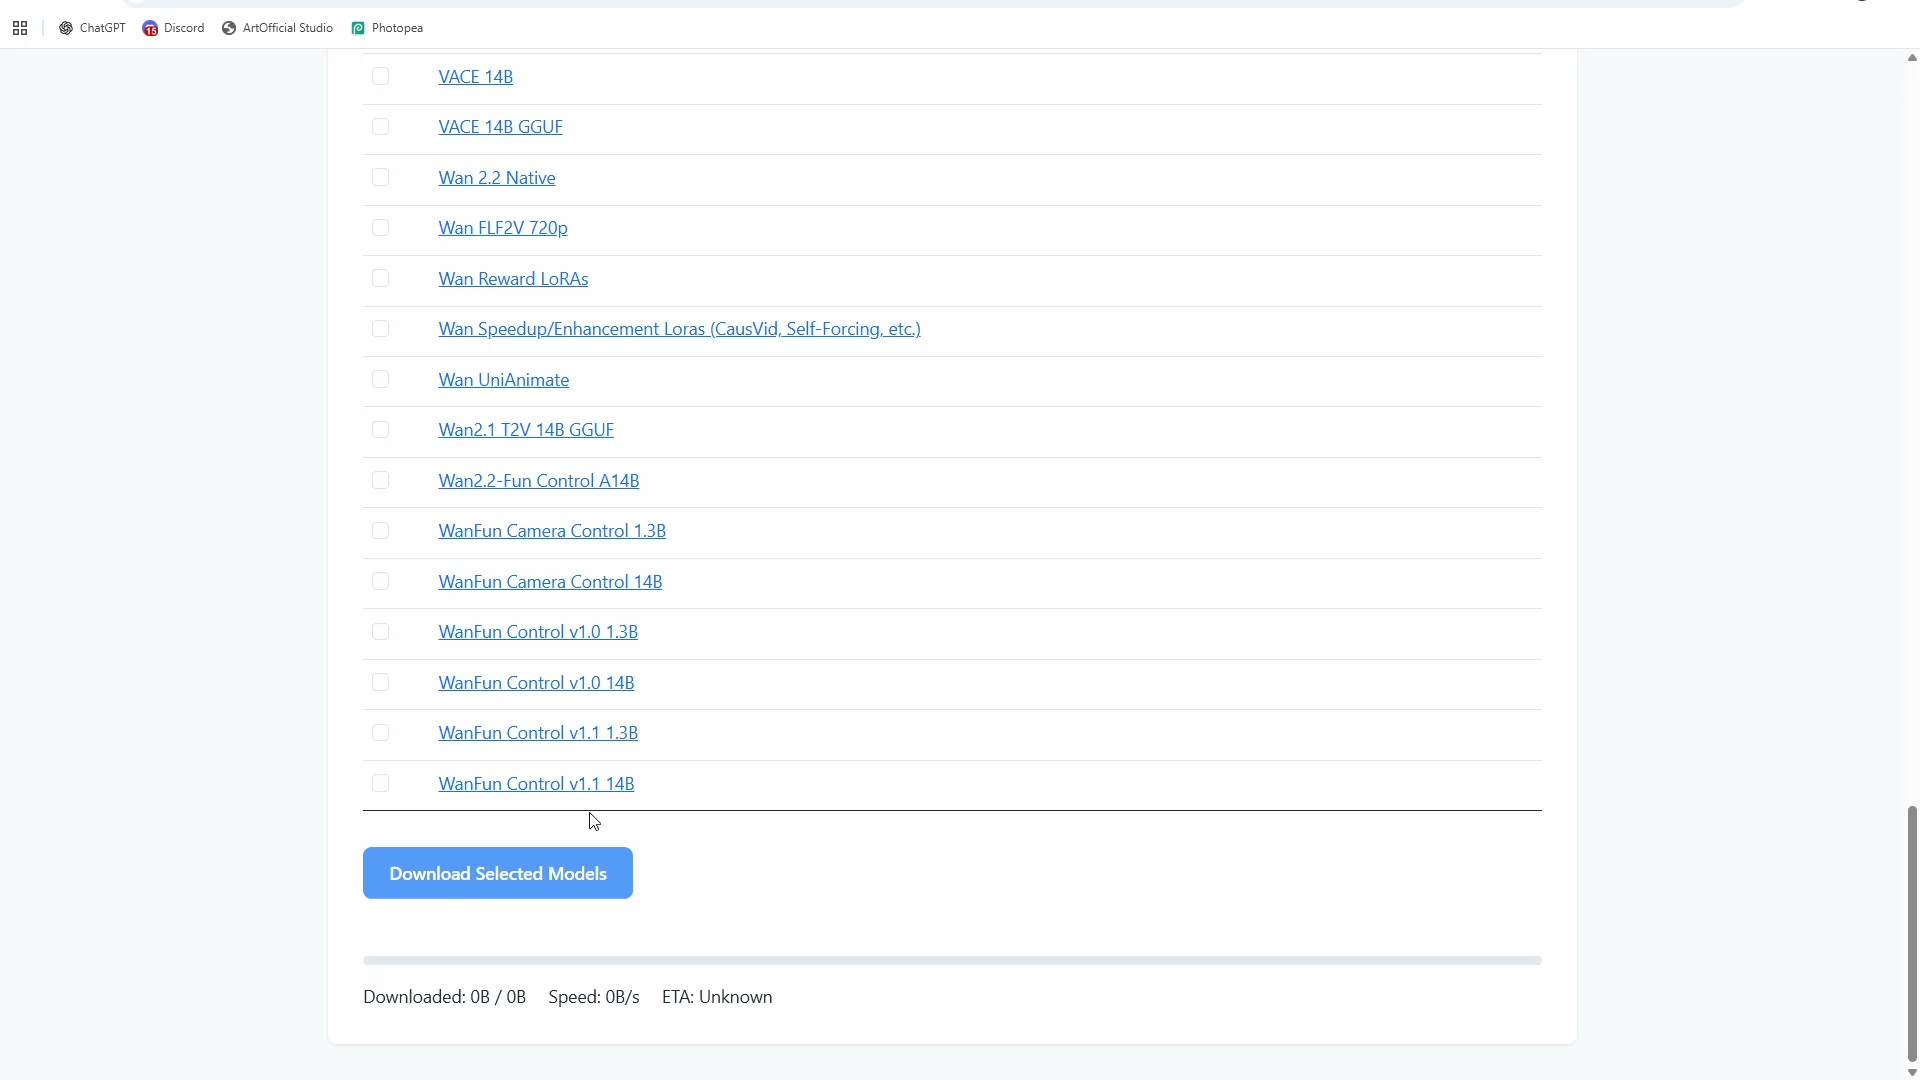 ChatGPT
15
Discord
ArtOfficial Studio
Photopea
VACE 14B
VACE 14B GGUF
Wan 2.2 Native
Wan FLF2V 720p
Wan Reward LoRAs
Wan Speedup/Enhancement Loras (CausVid, Self-Forcing, etc.)
Wan UniAnimate
Wan2.1 T2V 14B GGUF
Wan2.2-Fun Control A14B
WanFun Camera Control 1.3B
WanFun Camera Control 14B
WanFun Control v1.0 1.3B
WanFun Control v1.0 14B
WanFun Control v1.1 1.3B
WanFun Control v1.1 14B
Download Selected Models
Downloaded: 0B / 0B Speed: 0B/s ETA: Unknown